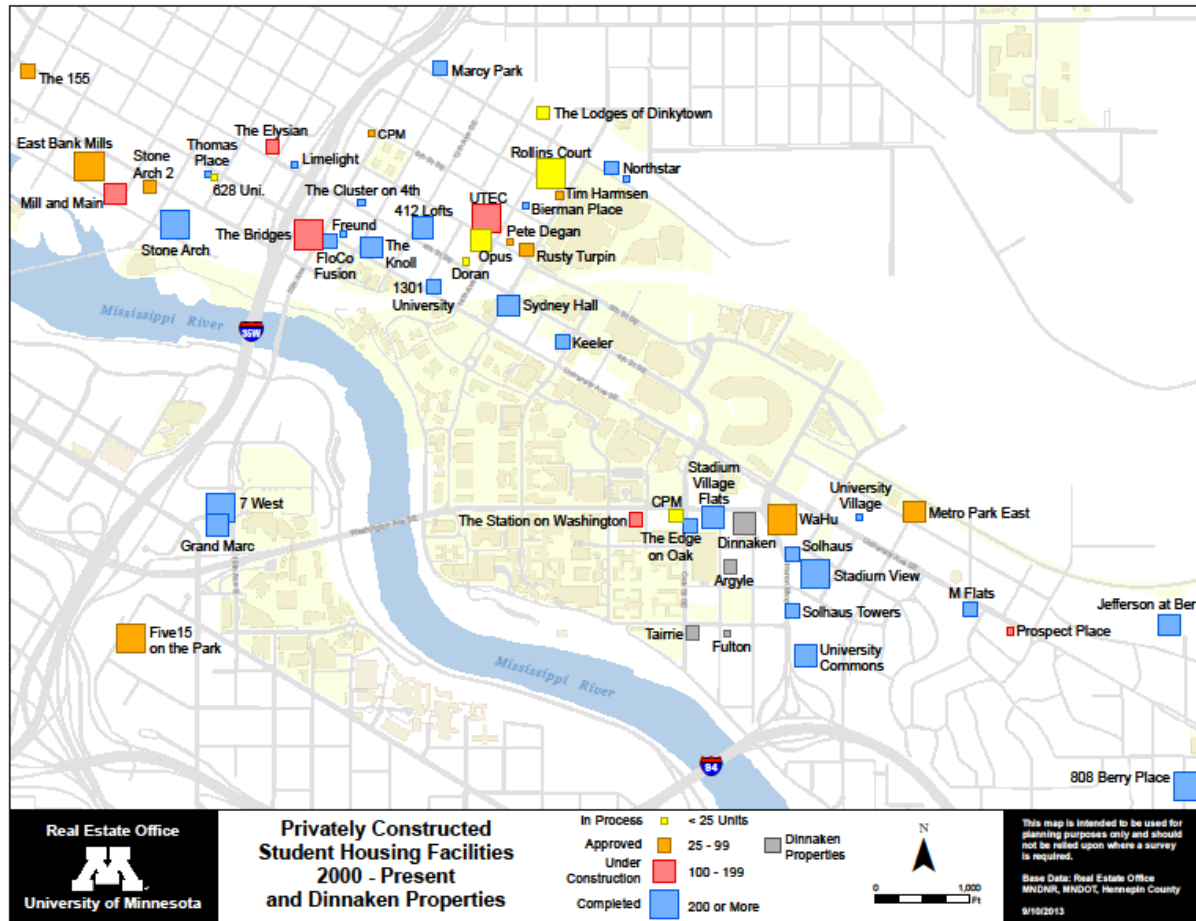 The 155
Marcy Park
The Lodges of Dinkytown
East Bank Mills
Stone
Arch 2
Thomas
Place
The Elysian
CPM
Limelight
628 Uni.
Rollins Court
Northstar
Tim Harmsen
Bierman Place
Mill and Main
Stone Arch
The Bridges
The Cluster on 4th
Freund
FloCo
Fusion
The
Knoll
412 Lofts
UTEC
Pete Degan
Opus
Rusty Turpin
Doran
1301
University
Sydney Hall
Keeler
Mississippi River
35W
University Ave SE
7 West
Grand Marc
Washington Ave SE
The Station on Washington
CPM
Stadium
Village
Flats
The Edge
on Oak
Dinnaken
WaHu
University
Village
Metro Park East
University Ave SE
Solhaus
Stadium View
Argyle
M Flats
Solhaus Towers
Jefferson at Ber
Prospect Place
Five15
on the Park
Tairrie
Fulton
University
Commons
Mississippi River
94
808 Berry Place
Real Estate Office
M
University of Minnesota
Privately Constructed
Student Housing Facilities
2000 - Present
and Dinnaken Properties
In Process < 25 Units
Approved 25 - 99
Under
Construction 100 - 199
Completed 200 or More
Dinnaken
Properties
N
0 1,000
Ft
This map is intended to be used for
planning purposes only and should
not be relied upon where a survey
is required.
Base Data: Real Estate Office
MNDNR, MNDOT, Hennepin County
9/10/2013